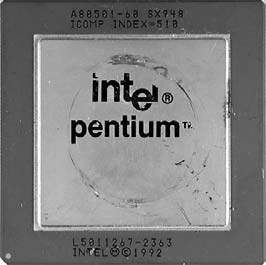 A80501-60 SX948
ICOMP INDEX=510
intel®
pentium™
L5011267-2363
INTEL Ⓜ©1992